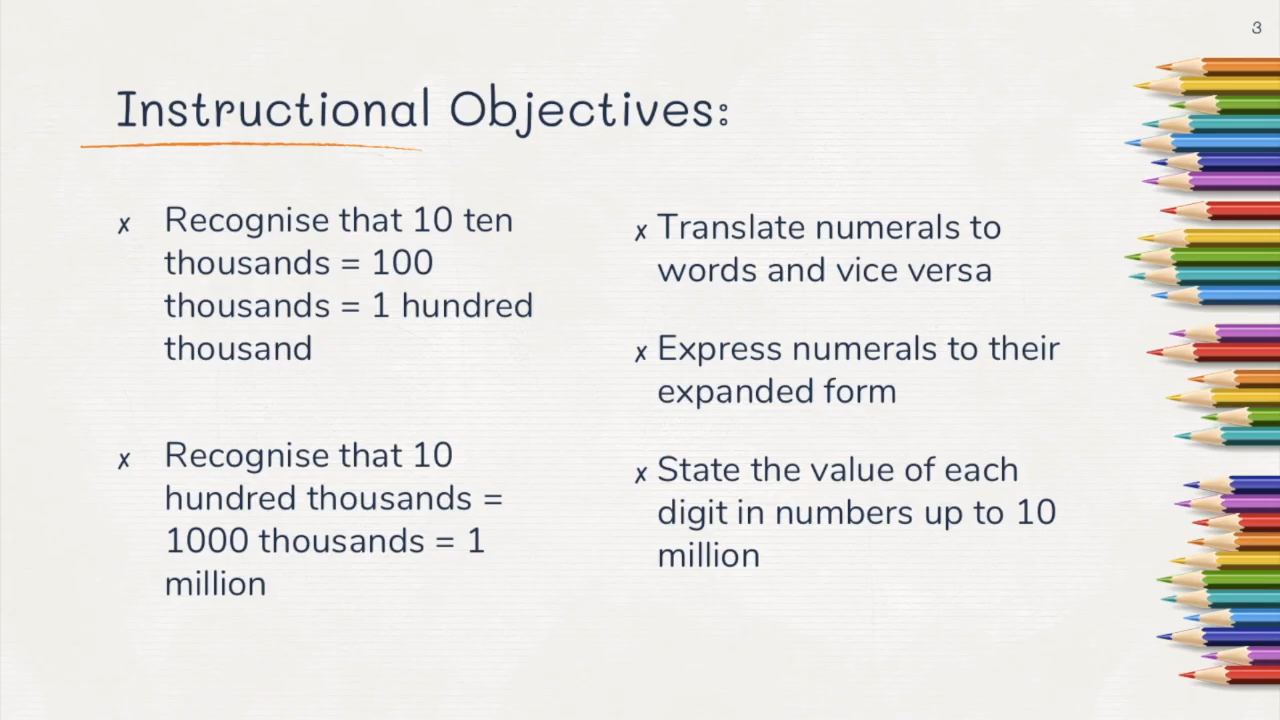 3
Instructional Objectives:
✗ Recognise that 10 ten
thousands = 100
thousands = 1 hundred
thousand
✗ Recognise that 10
hundred thousands =
1000 thousands = 1
million
✗ Translate numerals to
words and vice versa
✗ Express numerals to their
expanded form
✗ State the value of each
digit in numbers up to 10
million